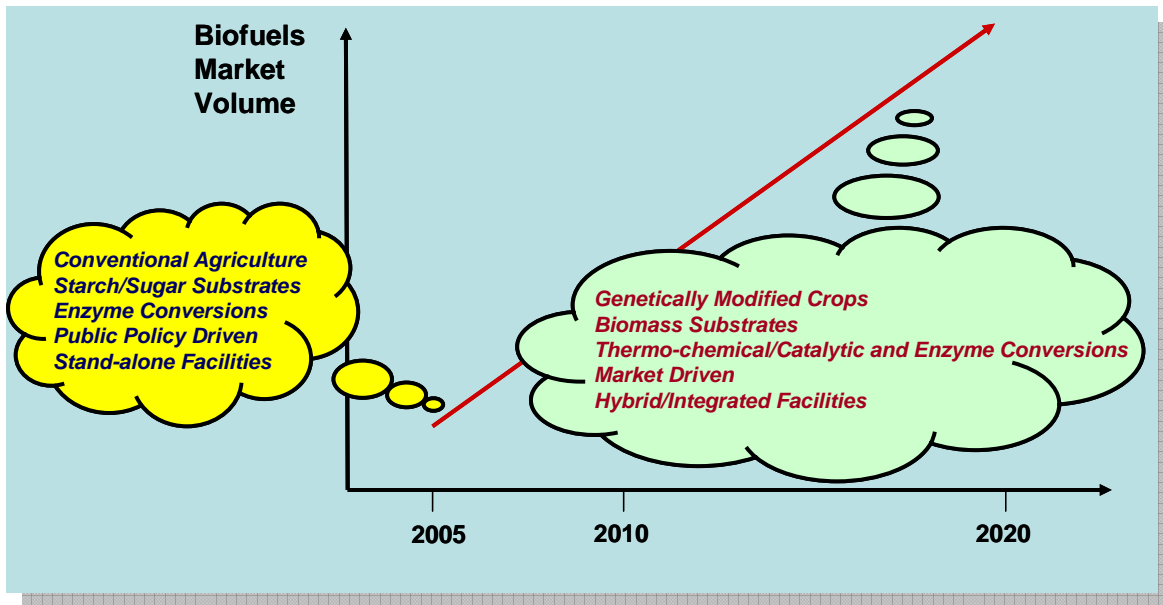 Biofuels
Market
Volume
Conventional Agriculture
Starch/Sugar Substrates
Enzyme Conversions
Public Policy Driven
Stand-alone Facilities
Genetically Modified Crops
Biomass Substrates
Thermo-chemical/Catalytic and Enzyme Conversions
Market Driven
Hybrid/Integrated Facilities
2005
2010
2020